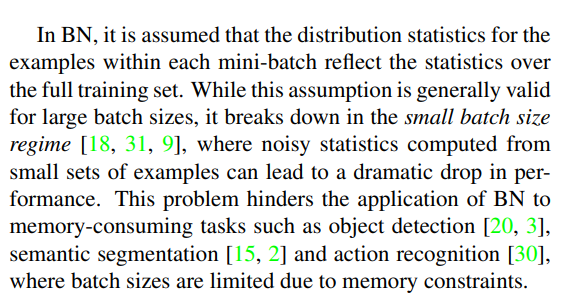 In BN, it is assumed that the distribution statistics for the
examples within each mini-batch reflect the statistics over
the full training set. While this assumption is generally valid
for large batch sizes, it breaks down in the small batch size
regime [18, 31, 9], where noisy statistics computed from
small sets of examples can lead to a dramatic drop in per-
formance. This problem hinders the application of BN to
memory-consuming tasks such as object detection [20, 3],
semantic segmentation [15, 2] and action recognition [30],
where batch sizes are limited due to memory constraints.